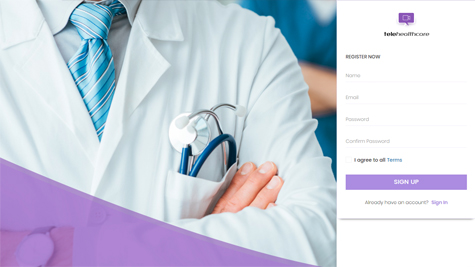 telehealthcare
REGISTER NOW
Name
Email
Password
Confirm Password
I agree to all Terms
SIGN UP
Already have an account? Sign In